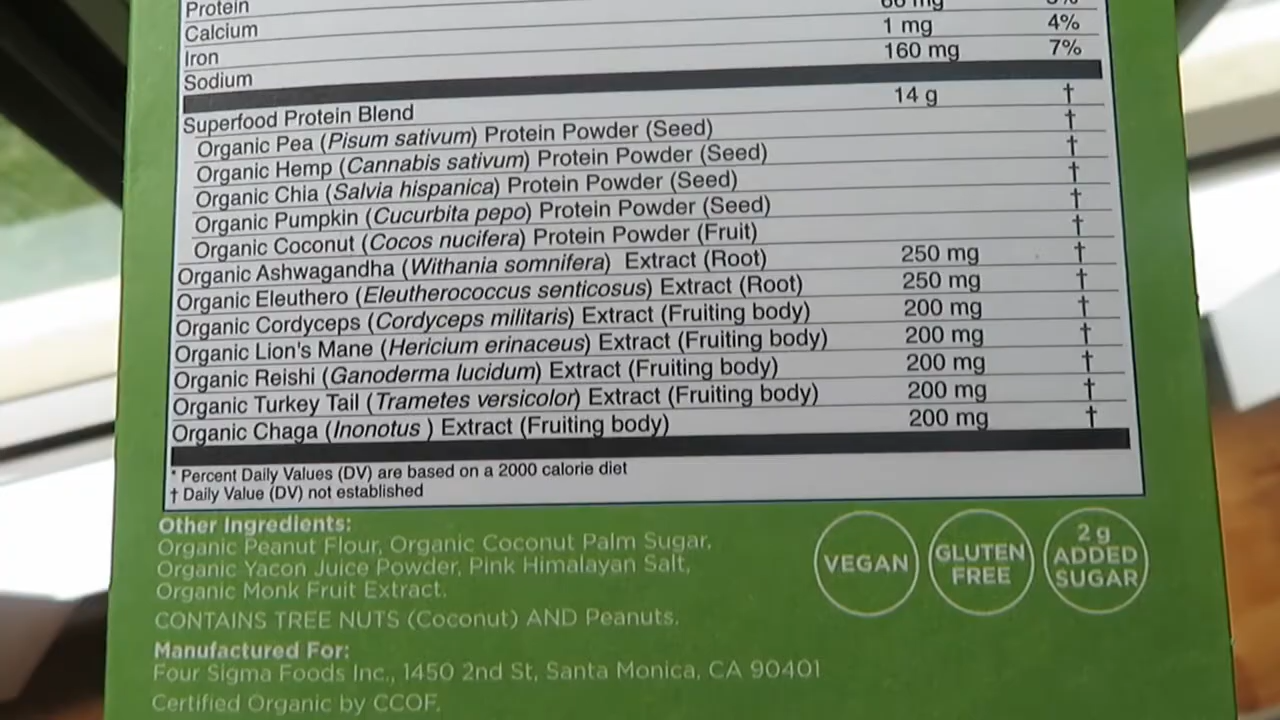 Protein
Calcium 60 mg
Iron 1 mg 4%
Sodium 160 mg 7%
Superfood Protein Blend 14 g †
Organic Pea (Pisum sativum) Protein Powder (Seed) †
Organic Hemp (Cannabis sativum) Protein Powder (Seed) †
Organic Chia (Salvia hispanica) Protein Powder (Seed) †
Organic Pumpkin (Cucurbita pepo) Protein Powder (Seed) †
Organic Coconut (Cocos nucifera) Protein Powder (Fruit) †
Organic Ashwagandha (Withania somnifera) Extract (Root) 250 mg †
Organic Eleuthero (Eleutherococcus senticosus) Extract (Root) 250 mg †
Organic Cordyceps (Cordyceps militaris) Extract (Fruiting body) 200 mg †
Organic Lion's Mane (Hericium erinaceus) Extract (Fruiting body) 200 mg †
Organic Reishi (Ganoderma lucidum) Extract (Fruiting body) 200 mg †
Organic Turkey Tail (Trametes versicolor) Extract (Fruiting body) 200 mg †
Organic Chaga (Inonotus ) Extract (Fruiting body) 200 mg †
* Percent Daily Values (DV) are based on a 2000 calorie diet
† Daily Value (DV) not established
Other Ingredients:
Organic Peanut Flour, Organic Coconut Palm Sugar,
Organic Yacon Juice Powder, Pink Himalayan Salt,
Organic Monk Fruit Extract.
CONTAINS TREE NUTS (Coconut) AND Peanuts.
Manufactured For:
Four Sigma Foods Inc., 1450 2nd St, Santa Monica, CA 90401
Certified Organic by CCOF.
VEGAN
GLUTEN
FREE
2 g
ADDED
SUGAR